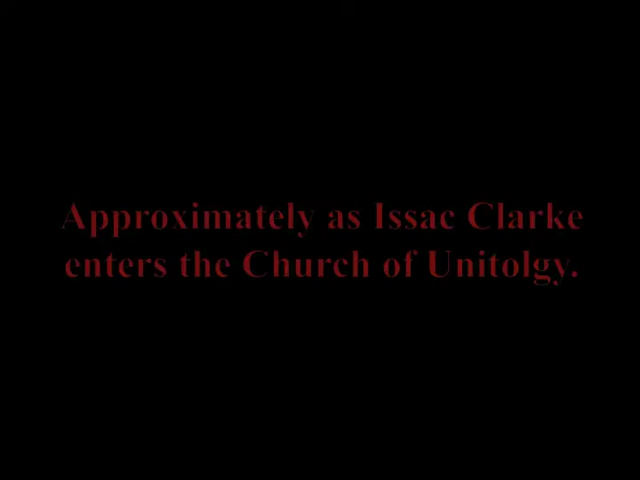 Approximately as Issac Clarke
enters the Church of Unitolgy.